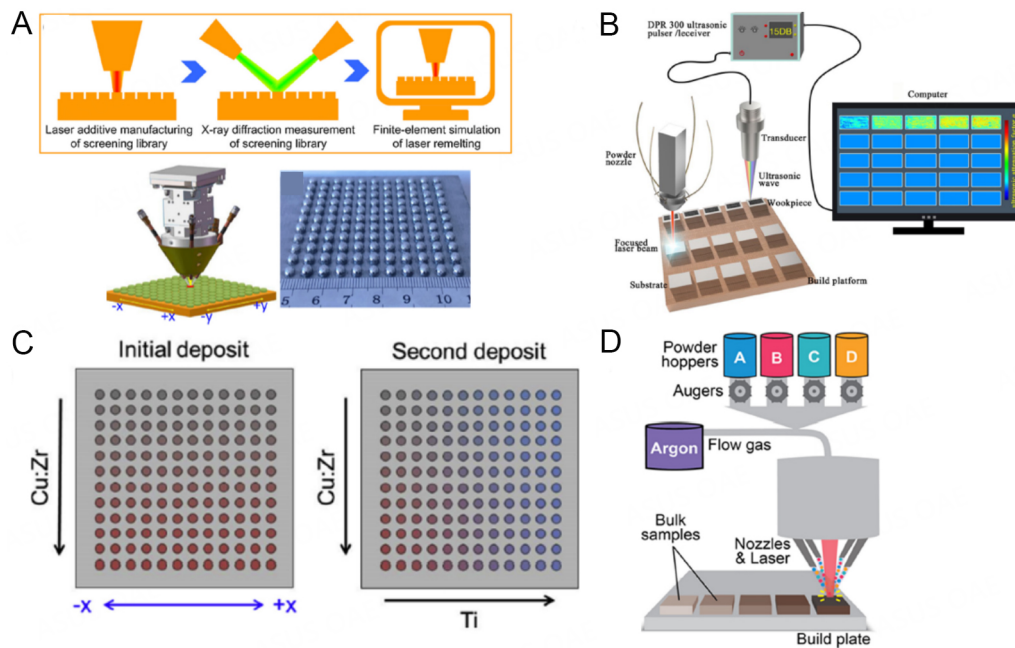 A
Laser additive manufacturing
of screening library
X-ray diffraction measurement
of screening library
Finite-element simulation
of laser remelting
-x
+x
-y
+y
5 6 7 8 9 10
B
DPR 300 ultrasonic
pulser /leceiver
15DB
Computer
Transducer
Powder
nozzle
Ultrasonic
wave
Wookpiece
Focused
laser beam
Substrate
Build platform
C
Initial deposit
Cu:Zr
-x
+x
Second deposit
Cu:Zr
Ti
D
Powder
hoppers
A
B
C
D
Augers
Argon
Flow gas
Bulk
samples
Nozzles
& Laser
Build plate